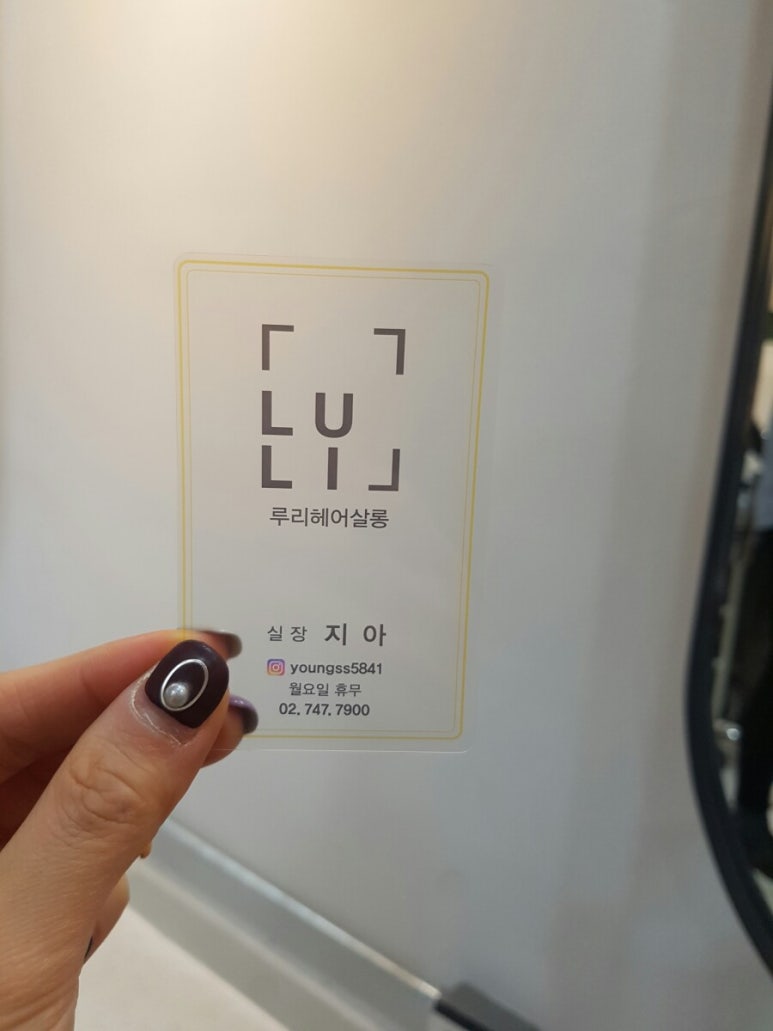 LU
LI
루리헤어살롱
실장 지아
youngss5841
월요일 휴무
02. 747. 7900